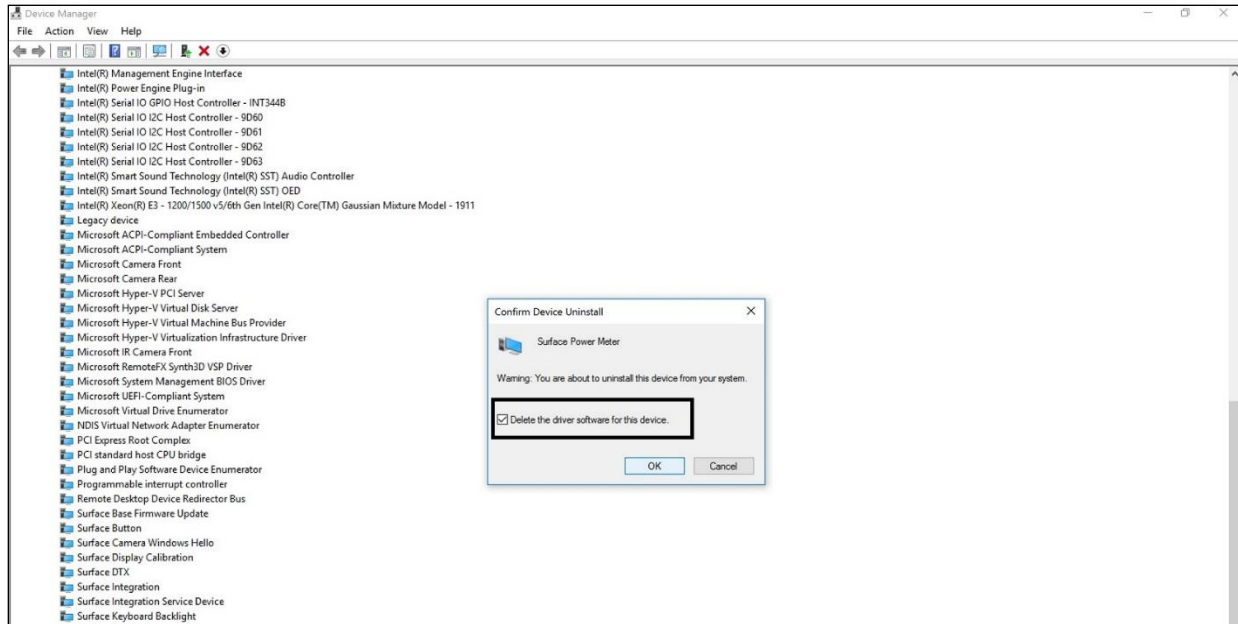 Device Manager
File Action View Help
Intel(R) Management Engine Interface
Intel(R) Power Engine Plug-in
Intel(R) Serial IO GPIO Host Controller - INT344B
Intel(R) Serial IO I2C Host Controller - 9D60
Intel(R) Serial IO I2C Host Controller - 9D61
Intel(R) Serial IO I2C Host Controller - 9D62
Intel(R) Serial IO I2C Host Controller - 9D63
Intel(R) Smart Sound Technology (Intel(R) SST) Audio Controller
Intel(R) Smart Sound Technology (Intel(R) SST) OED
Intel(R) Xeon(R) E3 - 1200/1500 v5/6th Gen Intel(R) Core(TM) Gaussian Mixture Model - 1911
Legacy device
Microsoft ACPI-Compliant Embedded Controller
Microsoft ACPI-Compliant System
Microsoft Camera Front
Microsoft Camera Rear
Microsoft Hyper-V PCI Server
Microsoft Hyper-V Virtual Disk Server
Microsoft Hyper-V Virtual Machine Bus Provider
Microsoft Hyper-V Virtualization Infrastructure Driver
Microsoft IR Camera Front
Microsoft RemoteFX Synth3D VSP Driver
Microsoft System Management BIOS Driver
Microsoft UEFI-Compliant System
Microsoft Virtual Drive Enumerator
NDIS Virtual Network Adapter Enumerator
PCI Express Root Complex
PCI standard host CPU bridge
Plug and Play Software Device Enumerator
Programmable interrupt controller
Remote Desktop Device Redirector Bus
Surface Base Firmware Update
Surface Button
Surface Camera Windows Hello
Surface Display Calibration
Surface DTX
Surface Integration
Surface Integration Service Device
Surface Keyboard Backlight
Confirm Device Uninstall
Surface Power Meter
Warning: You are about to uninstall this device from your system.
Delete the driver software for this device.
OK Cancel